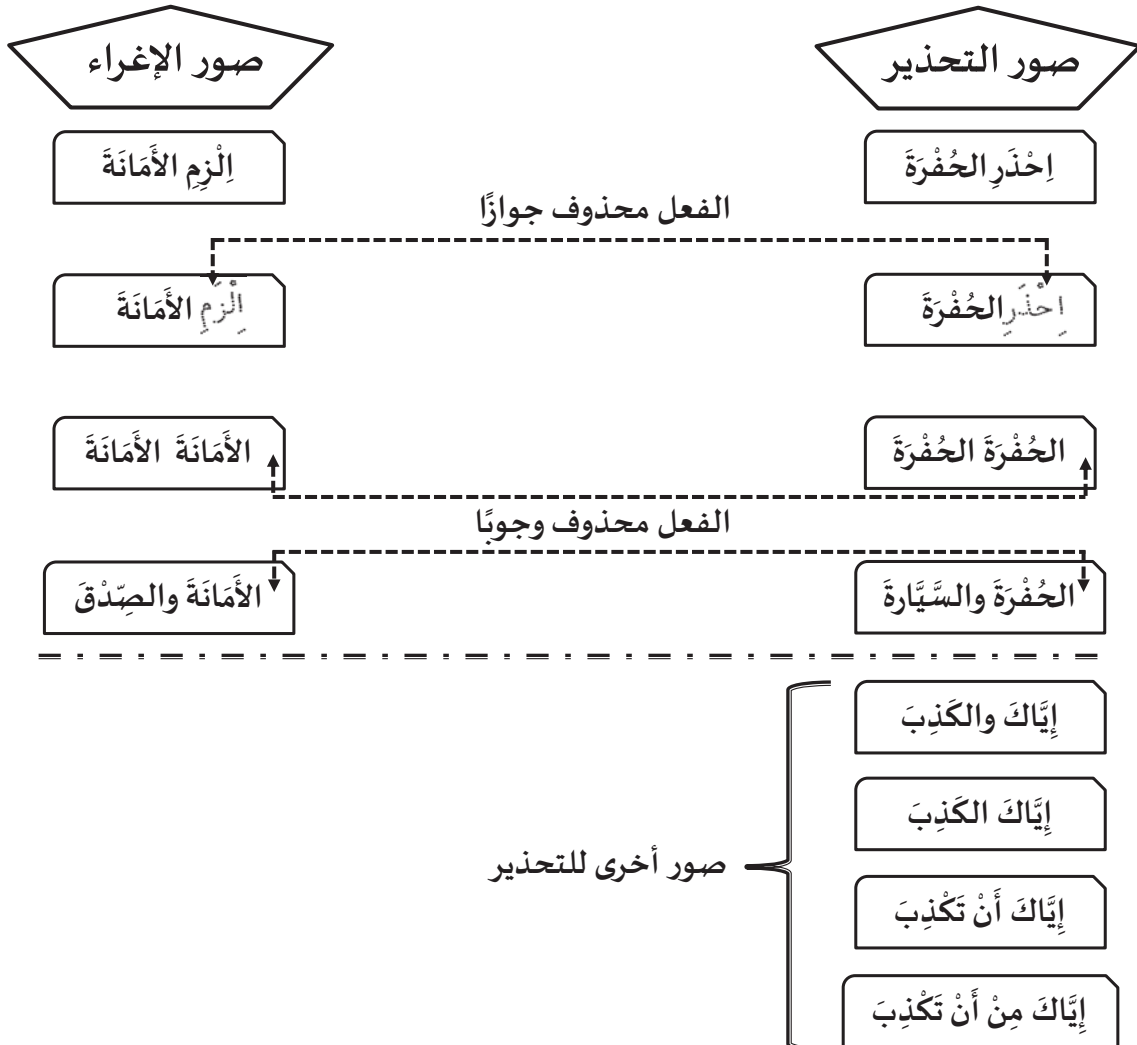 صور التحذير
صور الإغراء
اِحْذَرِ الحُفْرَةَ
اِلْزِمِ الأَمَانَةَ
الفعل محذوف جوازًا
اِحْذَرِ الحُفْرَةَ
اِلْزَمِ الأَمَانَةَ
الحُفْرَةَ الحُفْرَةَ
الأَمَانَةَ الأَمَانَةَ
الفعل محذوف وجوبًا
الحُفْرَةَ والسَّيَّارةَ
الأَمَانَةَ والصِّدْقَ
إِيَّاكَ والكَذِبَ
إِيَّاكَ الكَذِبَ
صور أخرى للتحذير
إِيَّاكَ أَنْ تَكْذِبَ
إِيَّاكَ مِنْ أَنْ تَكْذِبَ